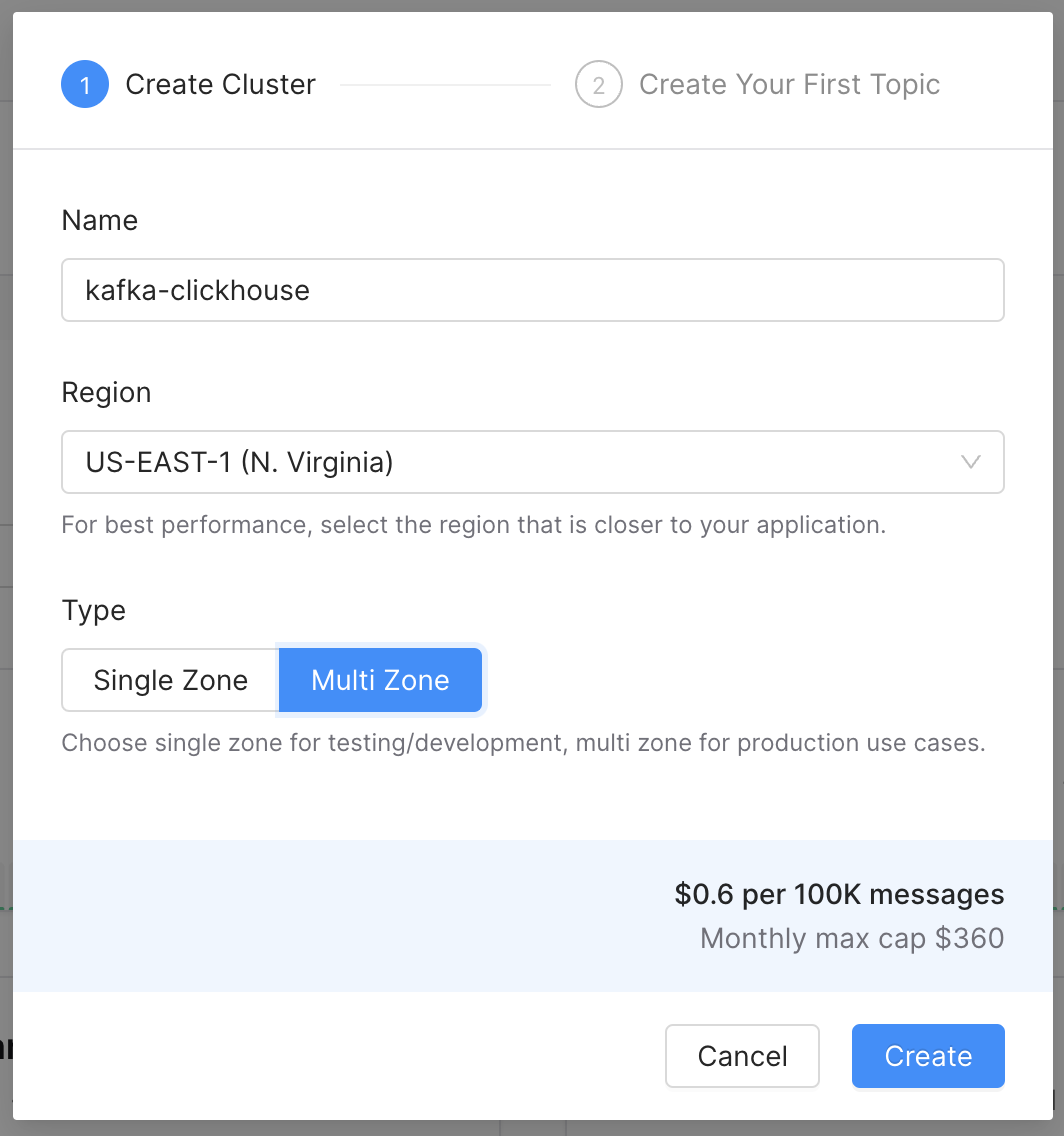 1 Create Cluster 2 Create Your First Topic
Name
kafka-clickhouse
Region
US-EAST-1 (N. Virginia)
For best performance, select the region that is closer to your application.
Type
Single Zone Multi Zone
Choose single zone for testing/development, multi zone for production use cases.
$0.6 per 100K messages
Monthly max cap $360
Cancel Create